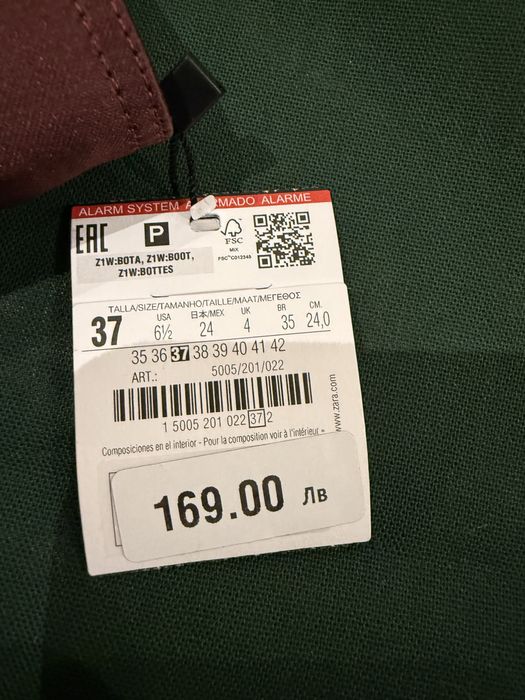 ALARM SYSTEM ALARMADO ALARME
EAC P FSC
MIX
FSC™C012348
Z1W:BOTA, Z1W:BOOT,
Z1W:BOTTES
TALLA/SIZE/TAMANHO/TAILLE/MAAT/ΜΕΓΕΘΟΣ
USA 日本/MEX UK BR CM.
37 6½ 24 4 35 24,0
35 36 37 38 39 40 41 42
ART.: 5005/201/022
1 5005 201 022 37 2
Composiciones en el interior - Pour la composition voir à l'intérieur -
www.zara.com
169.00 Лв